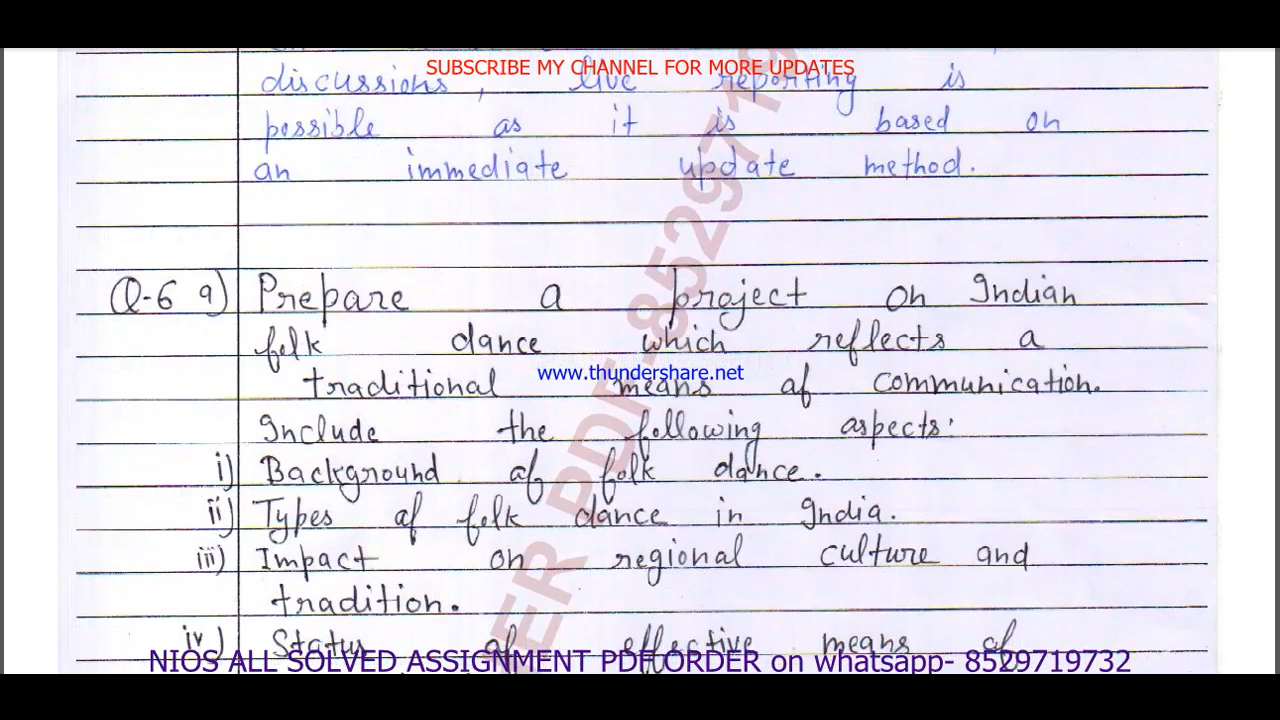 SUBSCRIBE MY CHANNEL FOR MORE UPDATES
discussions, live reporting is
possible as it is based on
an immediate update method.
Q-6 a) Prepare a project on Indian
folk dance which reflects a
www.thundershare.net
traditional means of communication.
Include the following aspects:
i) Background of folk dance.
ii) Types of folk dance in India.
iii) Impact on regional culture and
tradition.
iv) Status of effective means of
NIOS ALL SOLVED ASSIGNMENT PDF ORDER on whatsapp- 8529719732
ER PDF-8529719